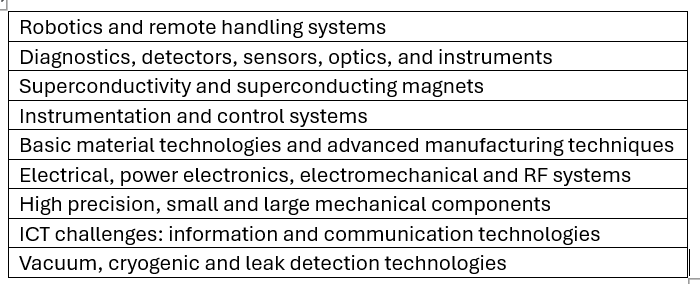 Robotics and remote handling systems
Diagnostics, detectors, sensors, optics, and instruments
Superconductivity and superconducting magnets
Instrumentation and control systems
Basic material technologies and advanced manufacturing techniques
Electrical, power electronics, electromechanical and RF systems
High precision, small and large mechanical components
ICT challenges: information and communication technologies
Vacuum, cryogenic and leak detection technologies